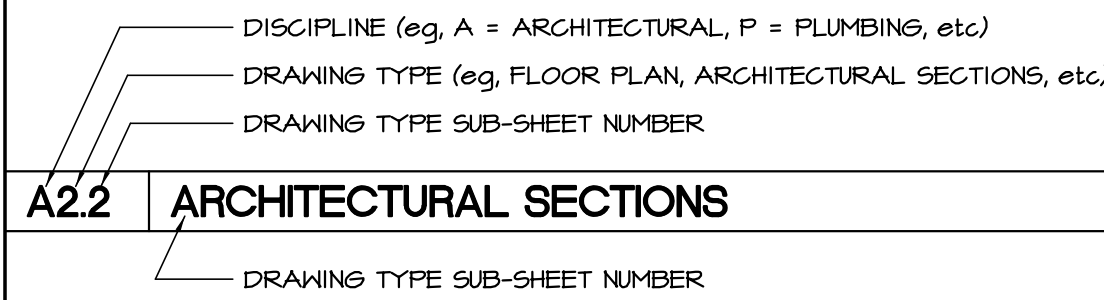 DISCIPLINE (eg, A = ARCHITECTURAL, P = PLUMBING, etc)
DRAWING TYPE (eg, FLOOR PLAN, ARCHITECTURAL SECTIONS, etc)
DRAWING TYPE SUB-SHEET NUMBER
A2.2 ARCHITECTURAL SECTIONS
DRAWING TYPE SUB-SHEET NUMBER